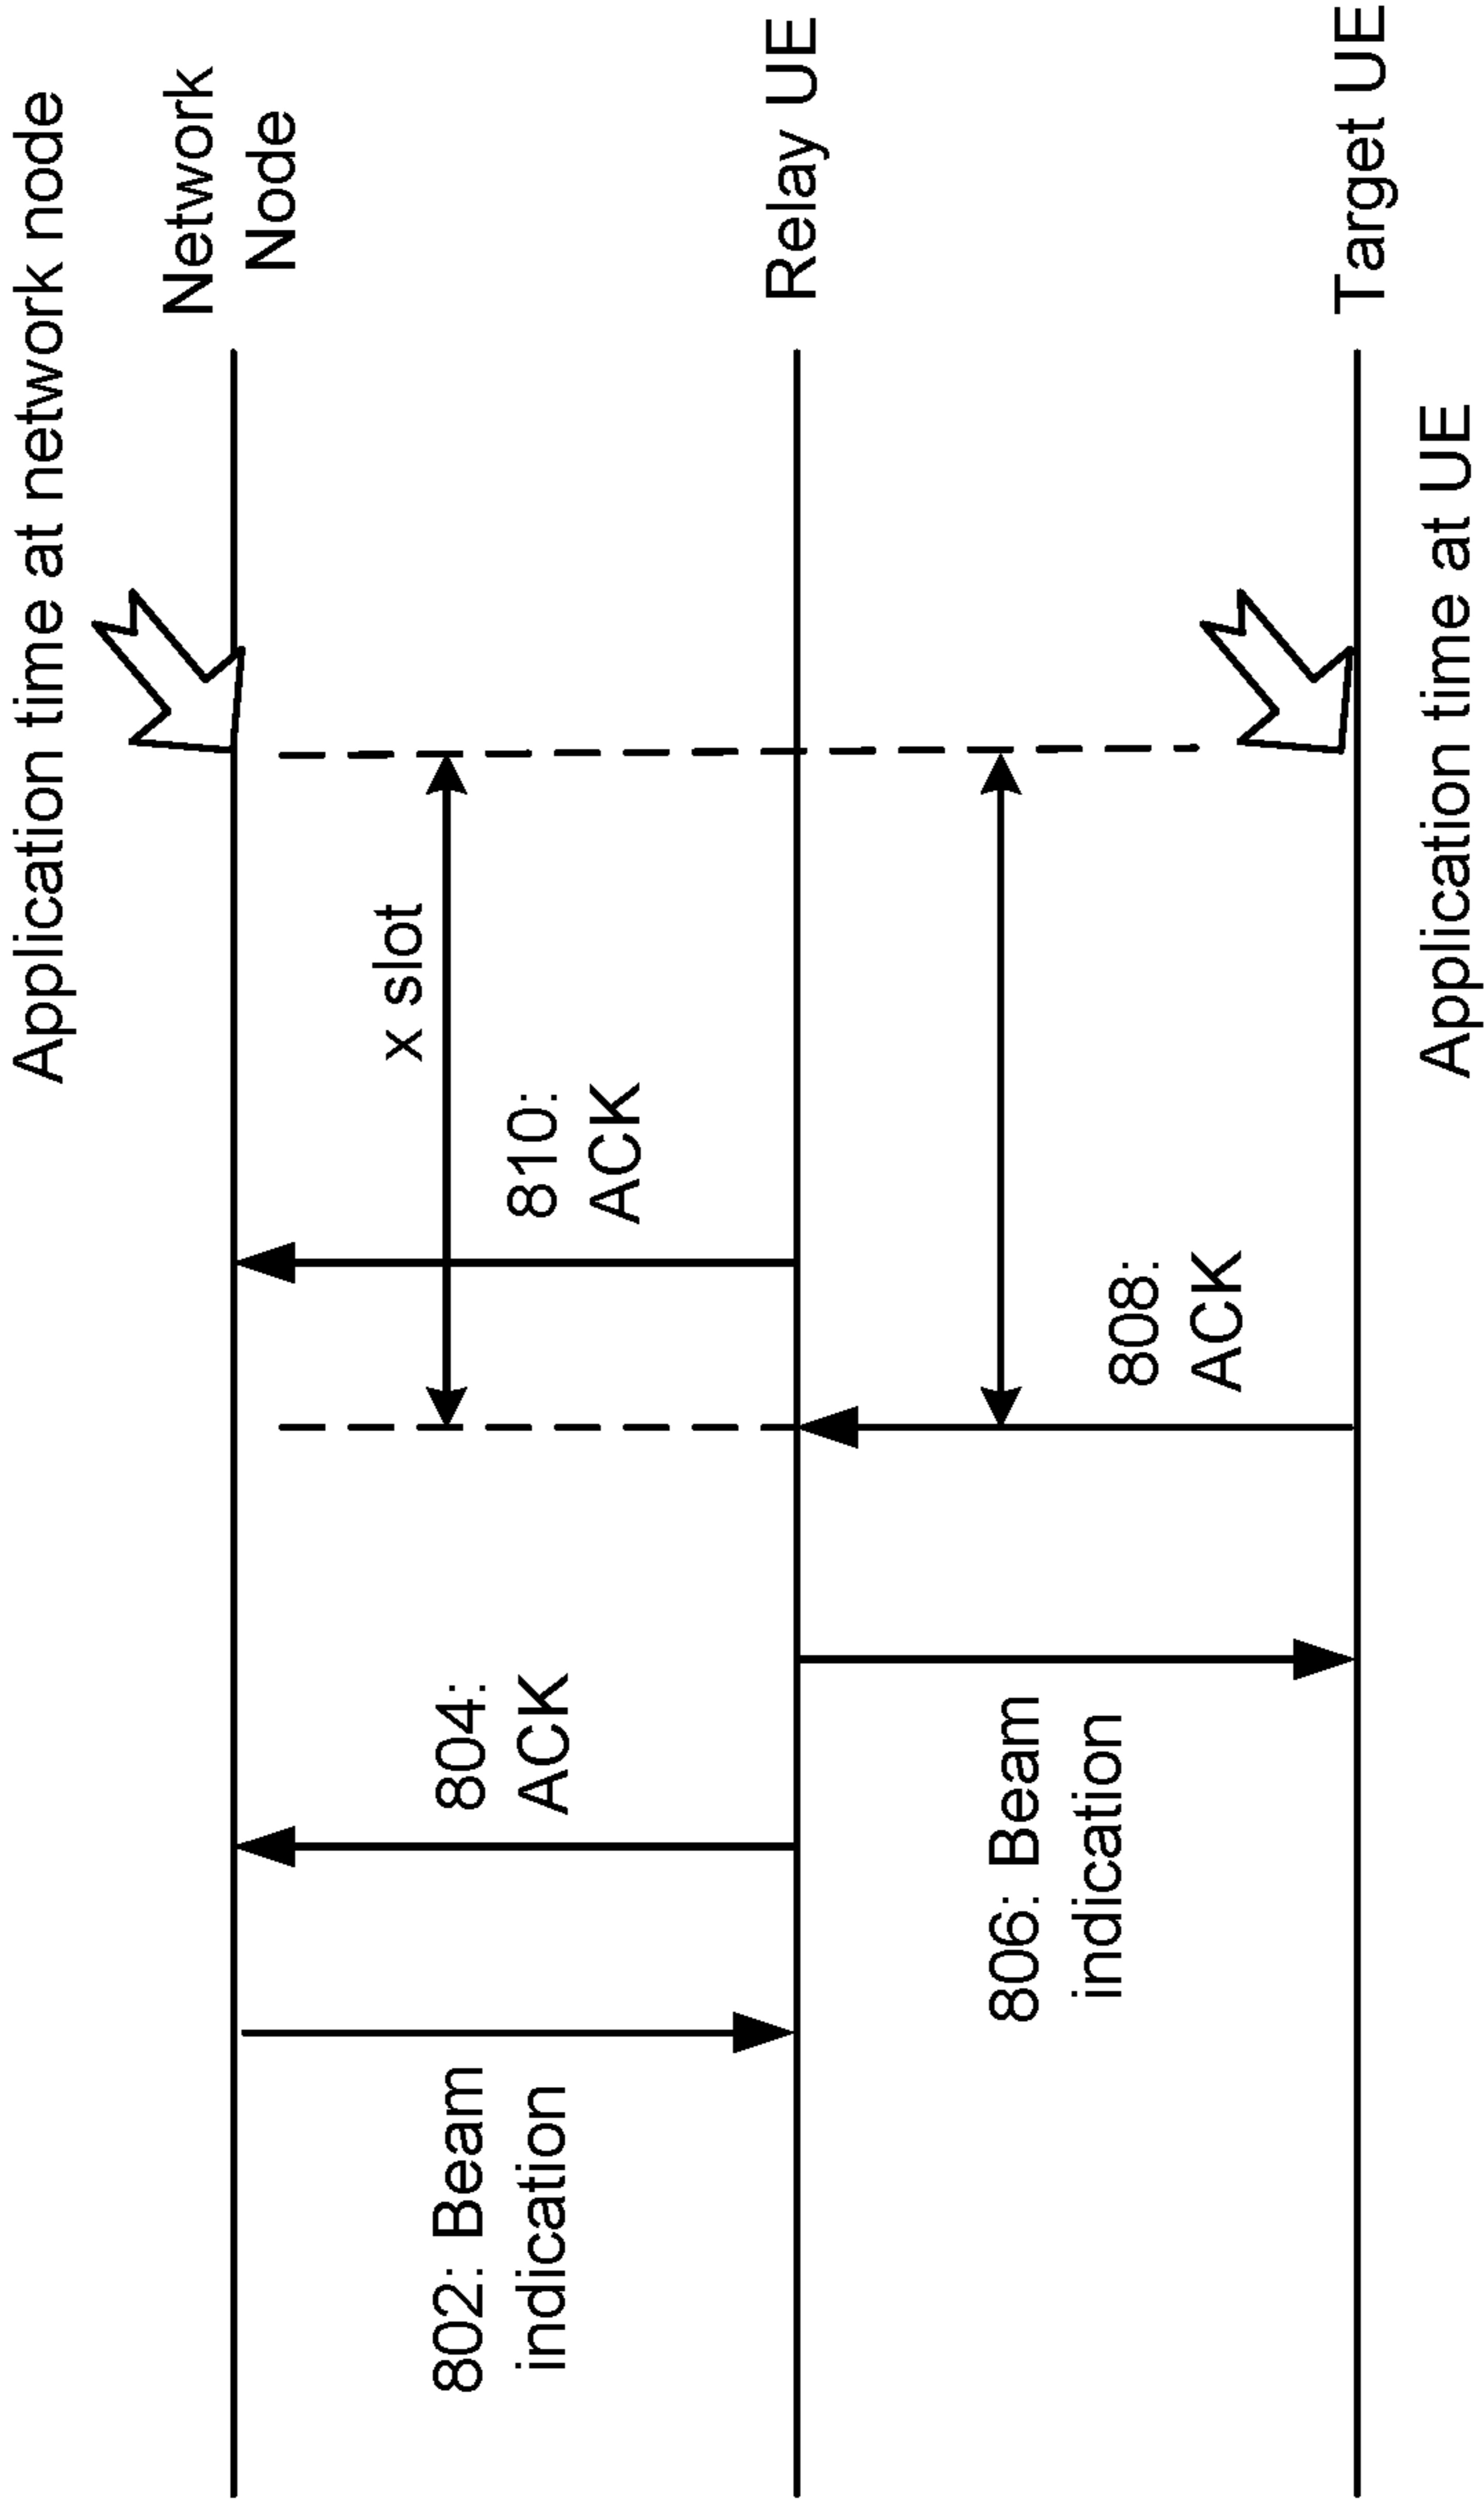 Application time at network node
Network
Node
802: Beam
indication
804:
ACK
810:
ACK
x slot
Relay UE
806: Beam
indication
808:
ACK
Target UE
Application time at UE